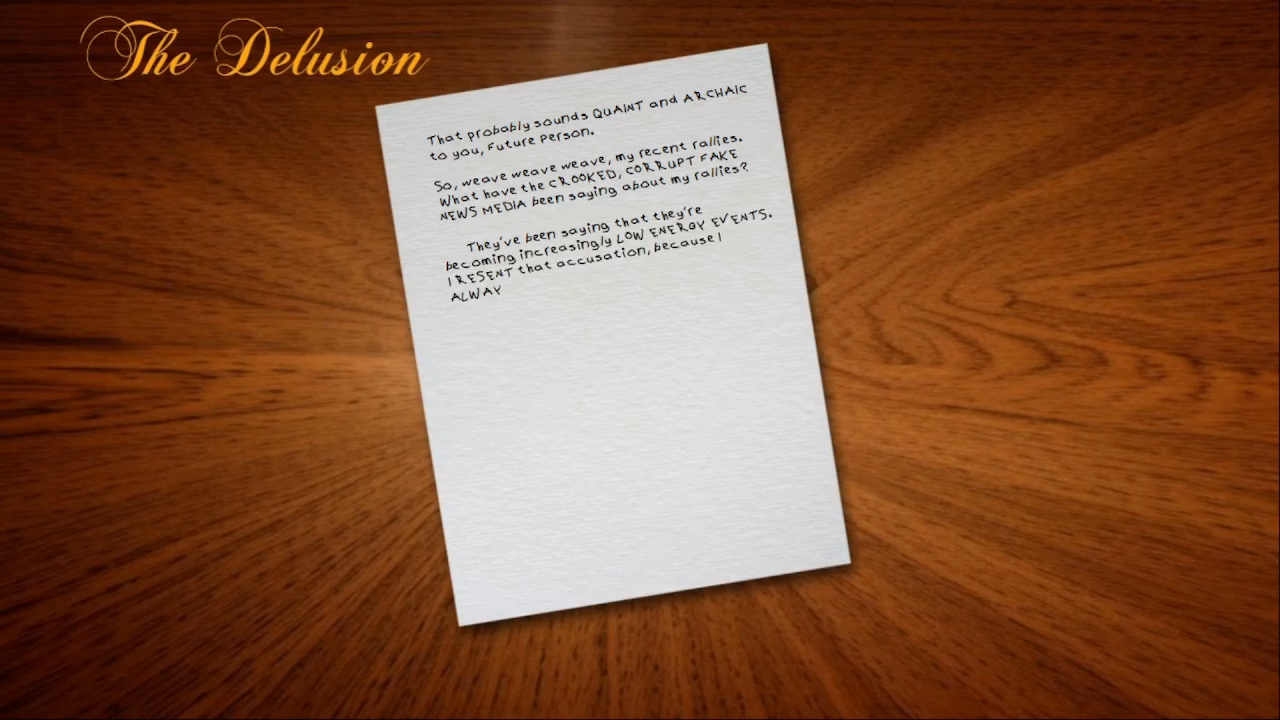 The Delusion
That probably sounds QUAINT and ARCHAIC
to you, Future Person.
So, weave weave weave, my recent rallies.
What have the CROOKED, CORRUPT FAKE
NEWS MEDIA been saying about my rallies?
They've been saying that they're
becoming increasingly LOW ENERGY EVENTS.
I RESENT that accusation, because I
ALWAY